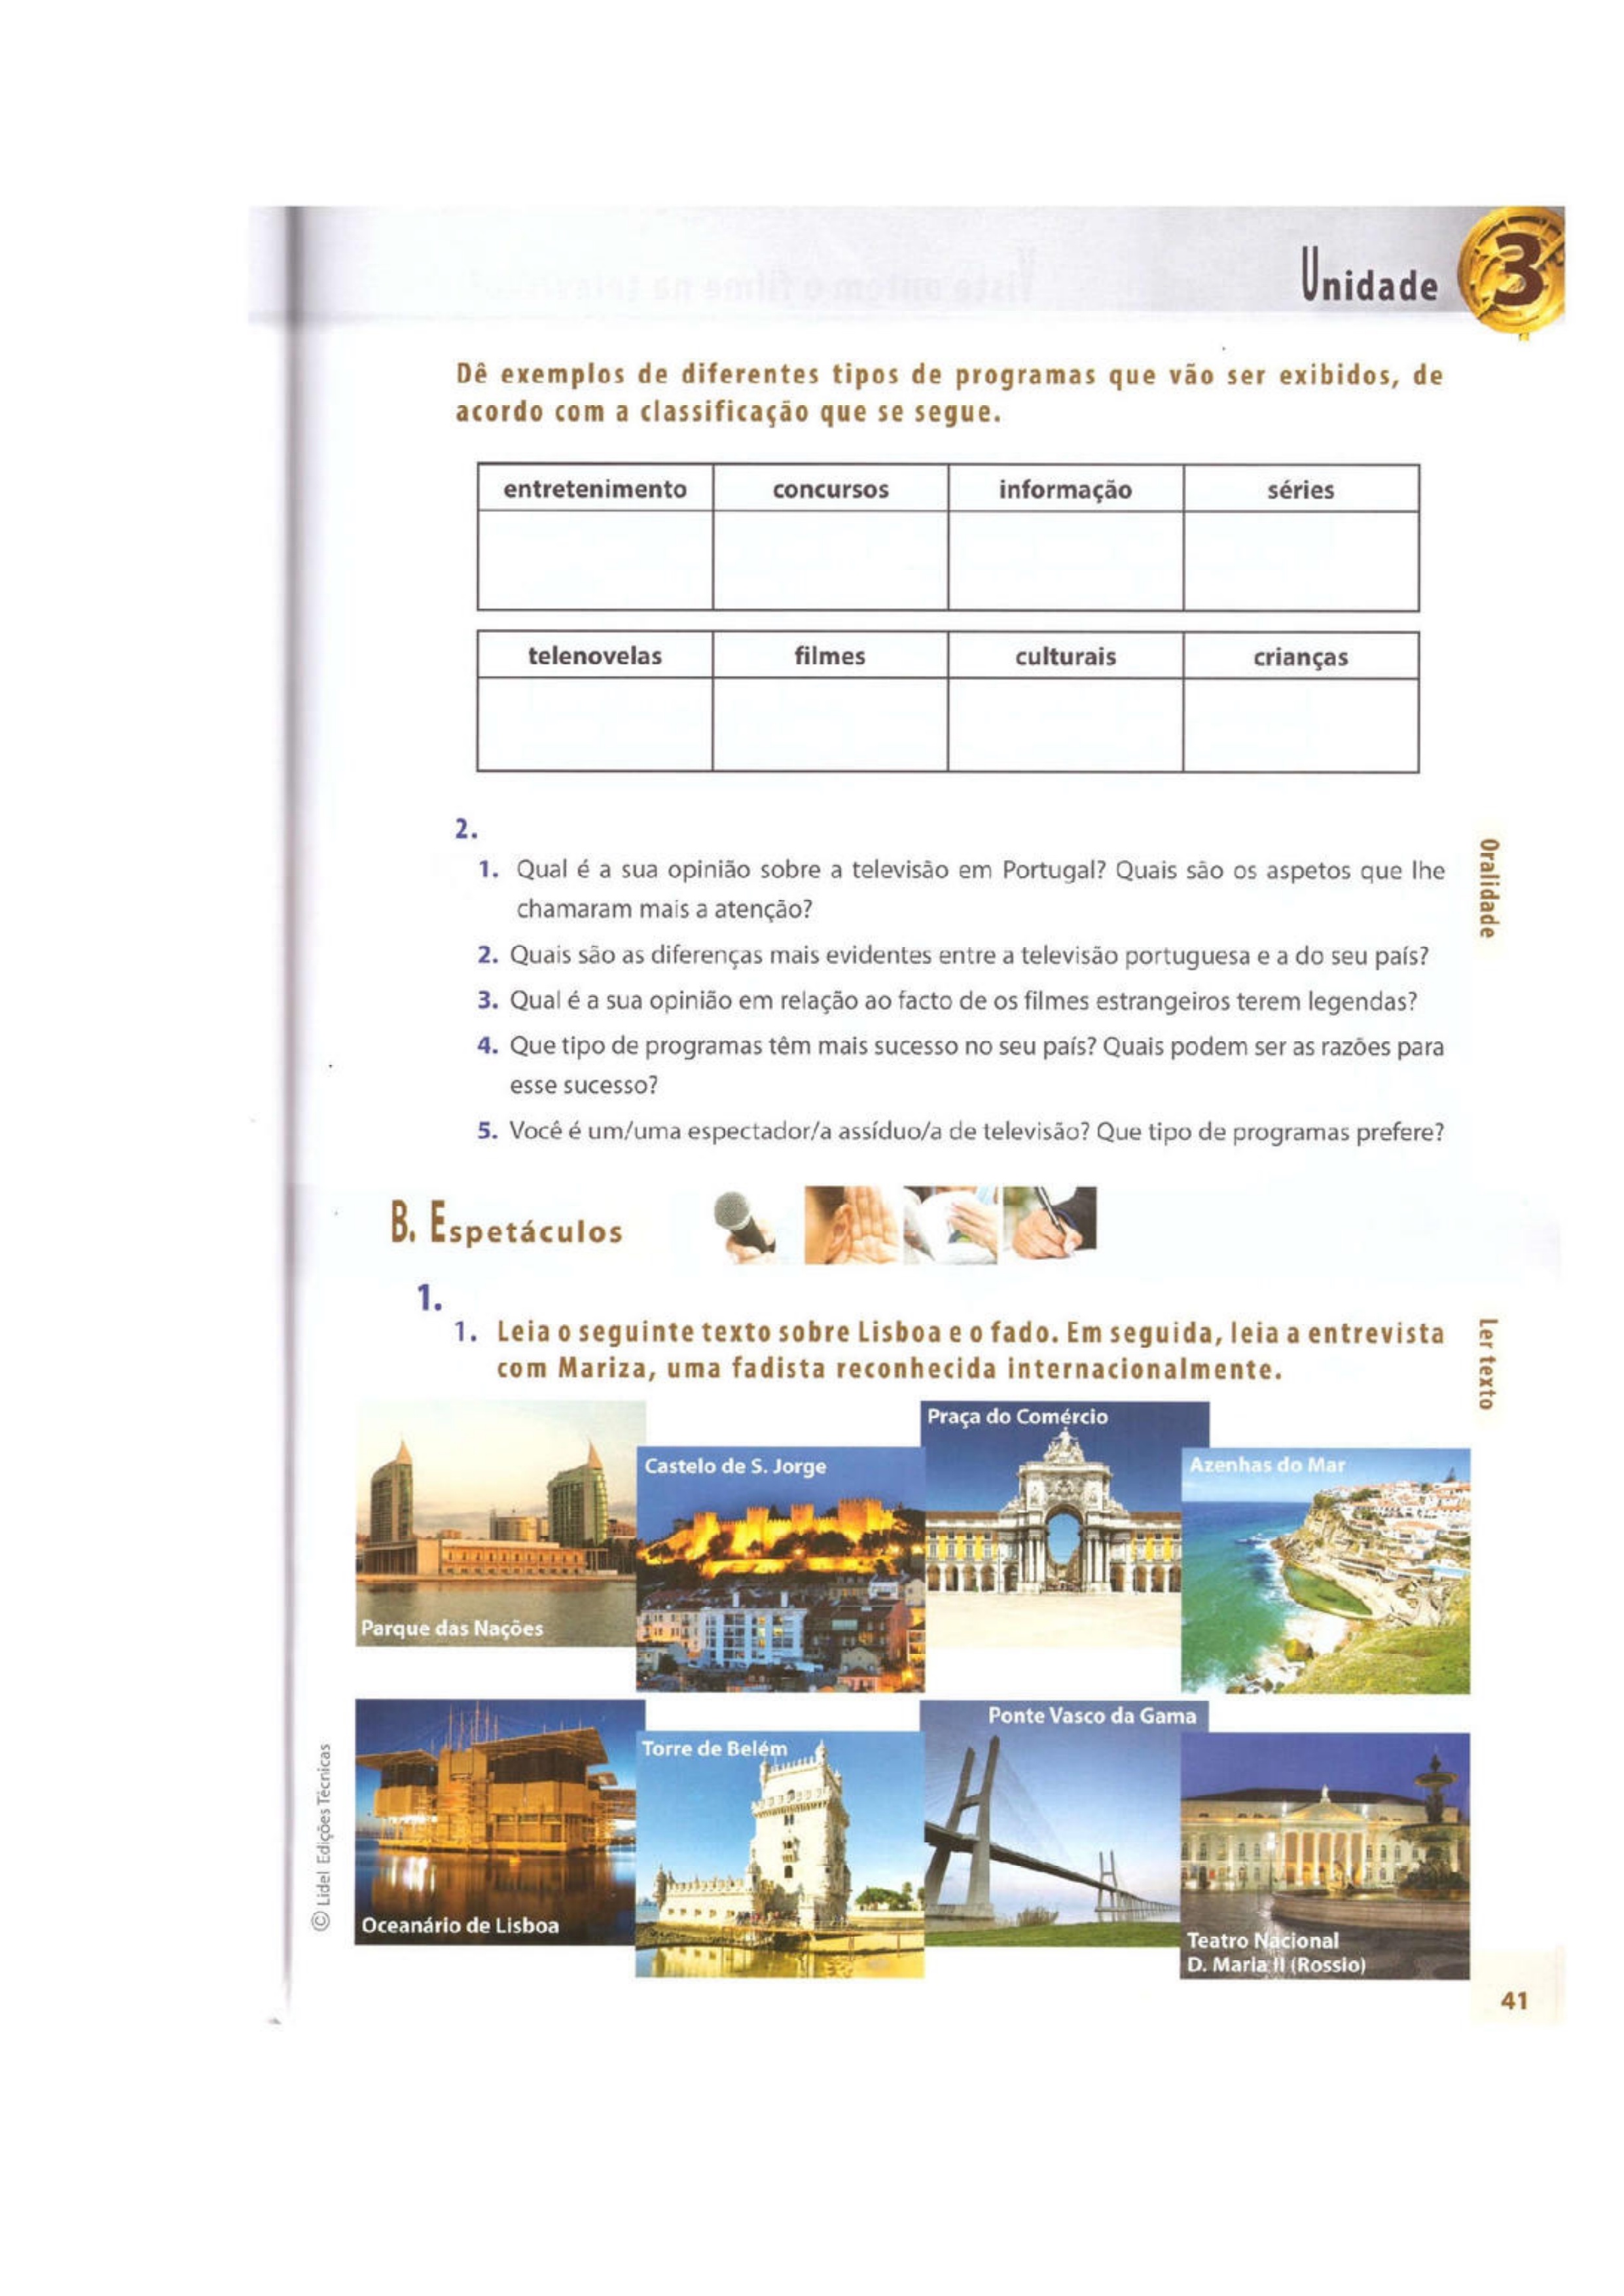 Unidade 3
Dê exemplos de diferentes tipos de programas que vão ser exibidos, de
acordo com a classificação que se segue.
entretenimento concursos informação séries
telenovelas filmes culturais crianças
2.
1. Qual é a sua opinião sobre a televisão em Portugal? Quais são os aspetos que lhe
chamaram mais a atenção?
2. Quais são as diferenças mais evidentes entre a televisão portuguesa e a do seu país?
3. Qual é a sua opinião em relação ao facto de os filmes estrangeiros terem legendas?
4. Que tipo de programas têm mais sucesso no seu país? Quais podem ser as razões para
esse sucesso?
5. Você é um/uma espectador/a assíduo/a de televisão? Que tipo de programas prefere?
Oralidade
B. Espetáculos
1.
1. Leia o seguinte texto sobre Lisboa e o fado. Em seguida, leia a entrevista
com Mariza, uma fadista reconhecida internacionalmente.
Ler texto
Parque das Nações
Castelo de S. Jorge
Praça do Comércio
Azenhas do Mar
Oceanário de Lisboa
Torre de Belém
Ponte Vasco da Gama
Teatro Nacional
D. Maria II (Rossio)
© Lidel Edições Técnicas
41